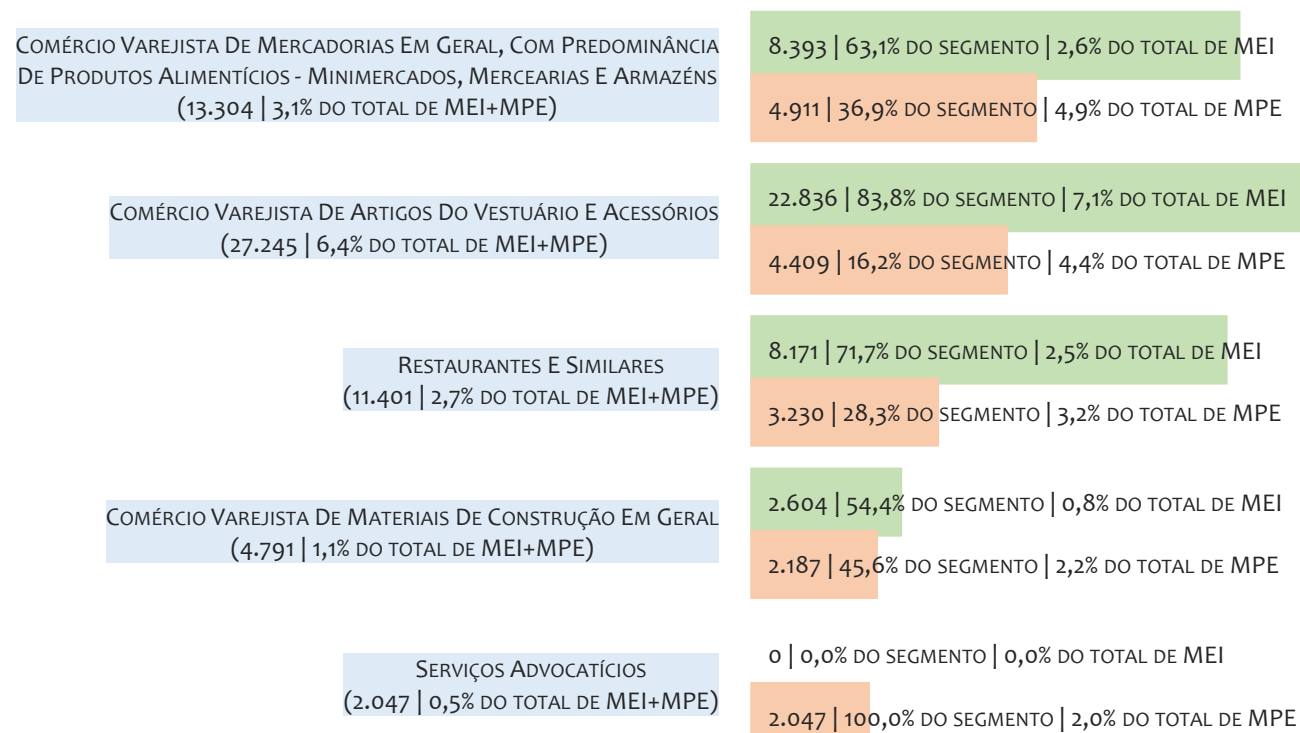 Comércio Varejista De Mercadorias Em Geral, Com Predominância
De Produtos Alimentícios - Minimercados, Mercearias E Armazéns
(13.304 | 3,1% do total de MEI+MPE)
8.393 | 63,1% do segmento | 2,6% do total de MEI
4.911 | 36,9% do segmento | 4,9% do total de MPE
Comércio Varejista De Artigos Do Vestuário E Acessórios
(27.245 | 6,4% do total de MEI+MPE)
22.836 | 83,8% do segmento | 7,1% do total de MEI
4.409 | 16,2% do segmento | 4,4% do total de MPE
Restaurantes E Similares
(11.401 | 2,7% do total de MEI+MPE)
8.171 | 71,7% do segmento | 2,5% do total de MEI
3.230 | 28,3% do segmento | 3,2% do total de MPE
Comércio Varejista De Materiais De Construção Em Geral
(4.791 | 1,1% do total de MEI+MPE)
2.604 | 54,4% do segmento | 0,8% do total de MEI
2.187 | 45,6% do segmento | 2,2% do total de MPE
Serviços Advocatícios
(2.047 | 0,5% do total de MEI+MPE)
0 | 0,0% do segmento | 0,0% do total de MEI
2.047 | 100,0% do segmento | 2,0% do total de MPE